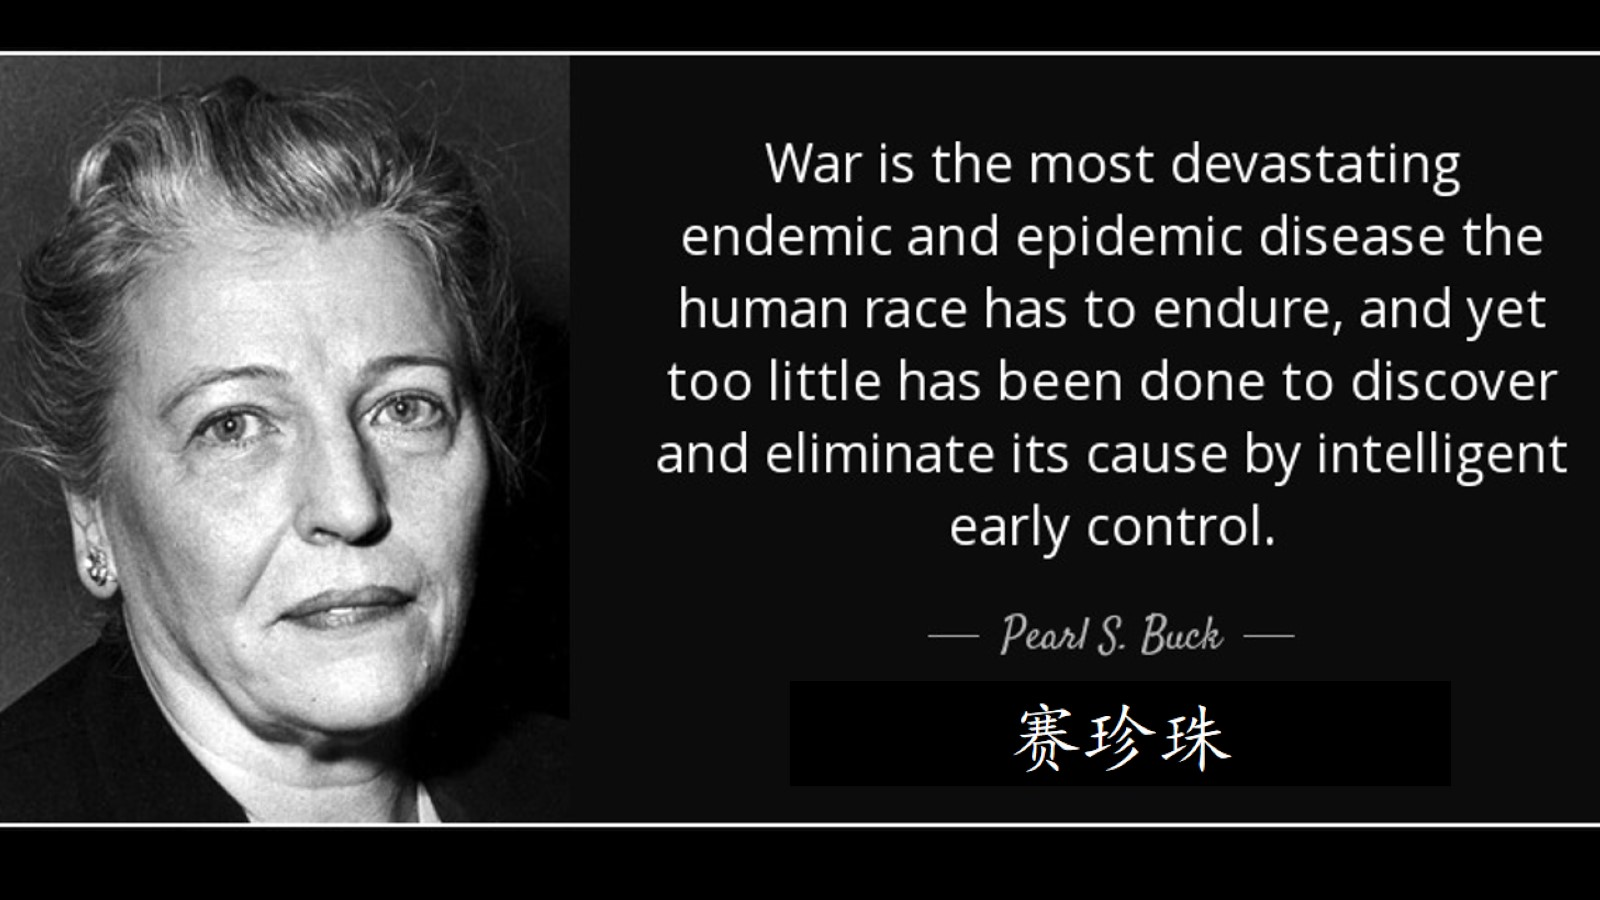 War is the most devastating
endemic and epidemic disease the
human race has to endure, and yet
too little has been done to discover
and eliminate its cause by intelligent
early control.
— Pearl S. Buck —
赛珍珠